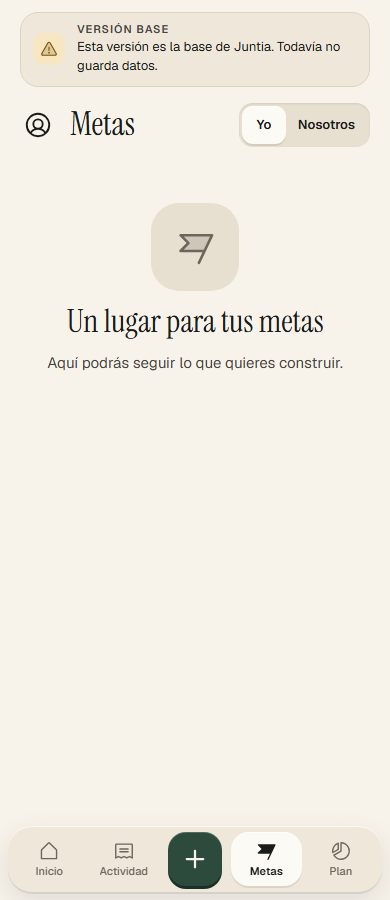 VERSIÓN BASE
Esta versión es la base de Juntia. Todavía no
guarda datos.
Metas
Yo
Nosotros
Un lugar para tus metas
Aquí podrás seguir lo que quieres construir.
Inicio
Actividad
Metas
Plan